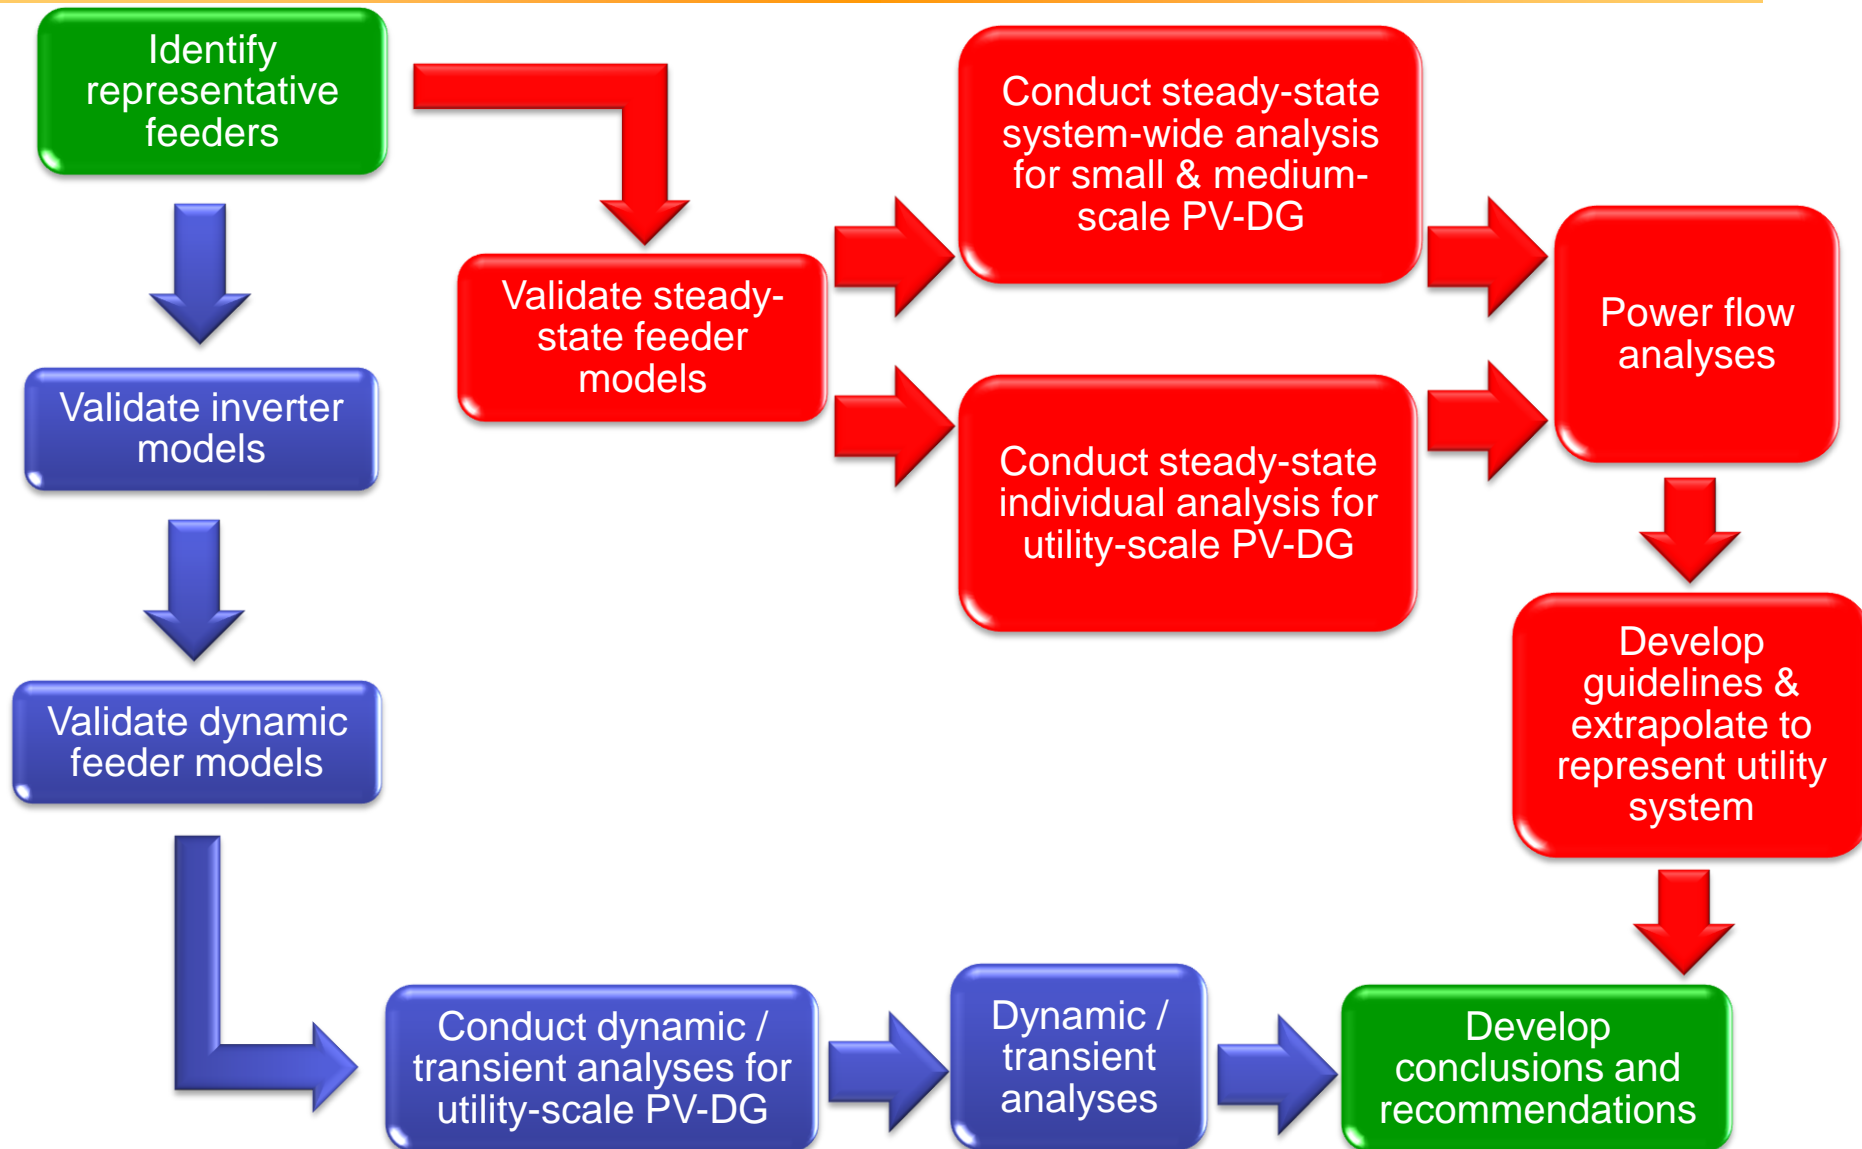 Identify
representative
feeders
Conduct steady-state
system-wide analysis
for small & medium-
scale PV-DG
Validate steady-
state feeder
models
Power flow
analyses
Validate inverter
models
Conduct steady-state
individual analysis for
utility-scale PV-DG
Develop
guidelines &
extrapolate to
represent utility
system
Validate dynamic
feeder models
Conduct dynamic /
transient analyses for
utility-scale PV-DG
Dynamic /
transient
analyses
Develop
conclusions and
recommendations